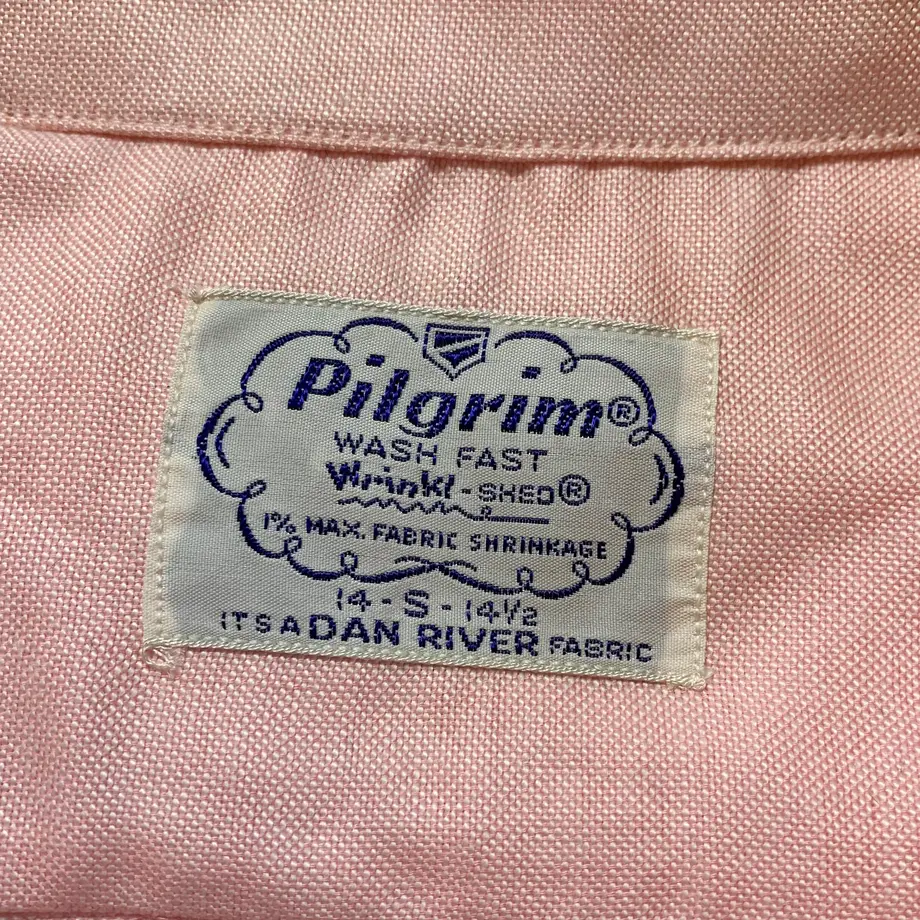 Pilgrim®
WASH FAST
Wrinkl-SHED®
1% MAX. FABRIC SHRINKAGE
14-S-14½
ITS A DAN RIVER FABRIC